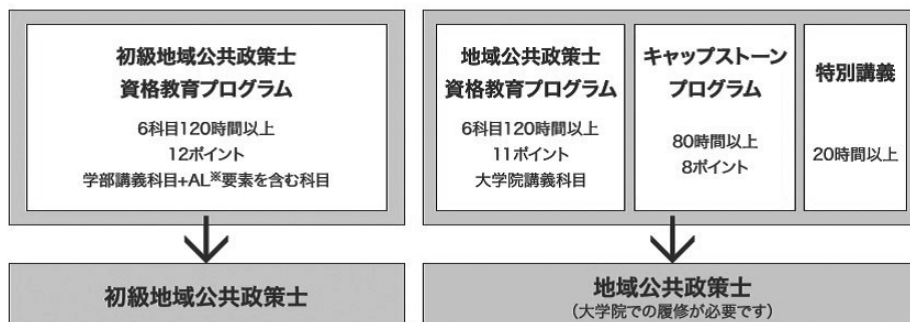 初級地域公共政策士
資格教育プログラム
6科目120時間以上
12ポイント
学部講義科目+AL※要素を含む科目
地域公共政策士
資格教育プログラム
6科目120時間以上
11ポイント
大学院講義科目
キャップストーン
プログラム
80時間以上
8ポイント
特別講義
20時間以上
初級地域公共政策士
地域公共政策士
(大学院での履修が必要です)